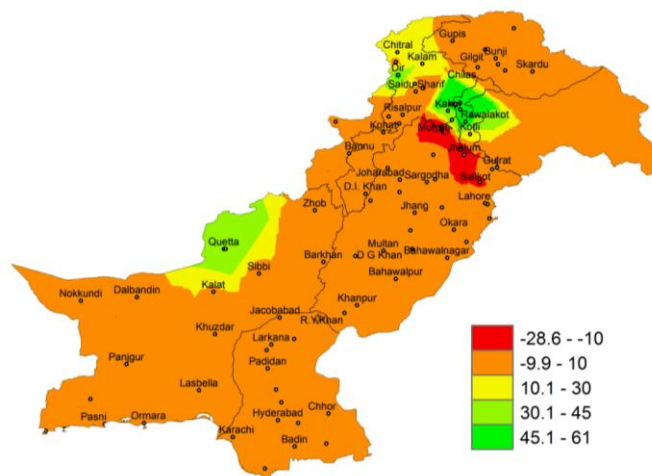 Gupis
Chitral
Kalam
Bunji
Gilgit
Skardu
Dir
Chilas
Saidu Sharif
Risalpur
Rawalakot
Kohat
Kotli
Bannu
Jhelum
Gujrat
Joharabad
Sargodha
Sialkot
D.I. Khan
Lahore
Zhob
Jhang
Okara
Quetta
Multan
Bahawalnagar
Barkhan
D G Khan
Sibbi
Bahawalpur
Kalat
Nokkundi
Dalbandin
Khanpur
Jacobabad
R.Y.Khan
Khuzdar
Larkana
-28.6 - -10
-9.9 - 10
10.1 - 30
30.1 - 45
45.1 - 61
Panjgur
Padidan
Lasbella
Pasni
Ormara
Hyderabad
Chhor
Karachi
Badin